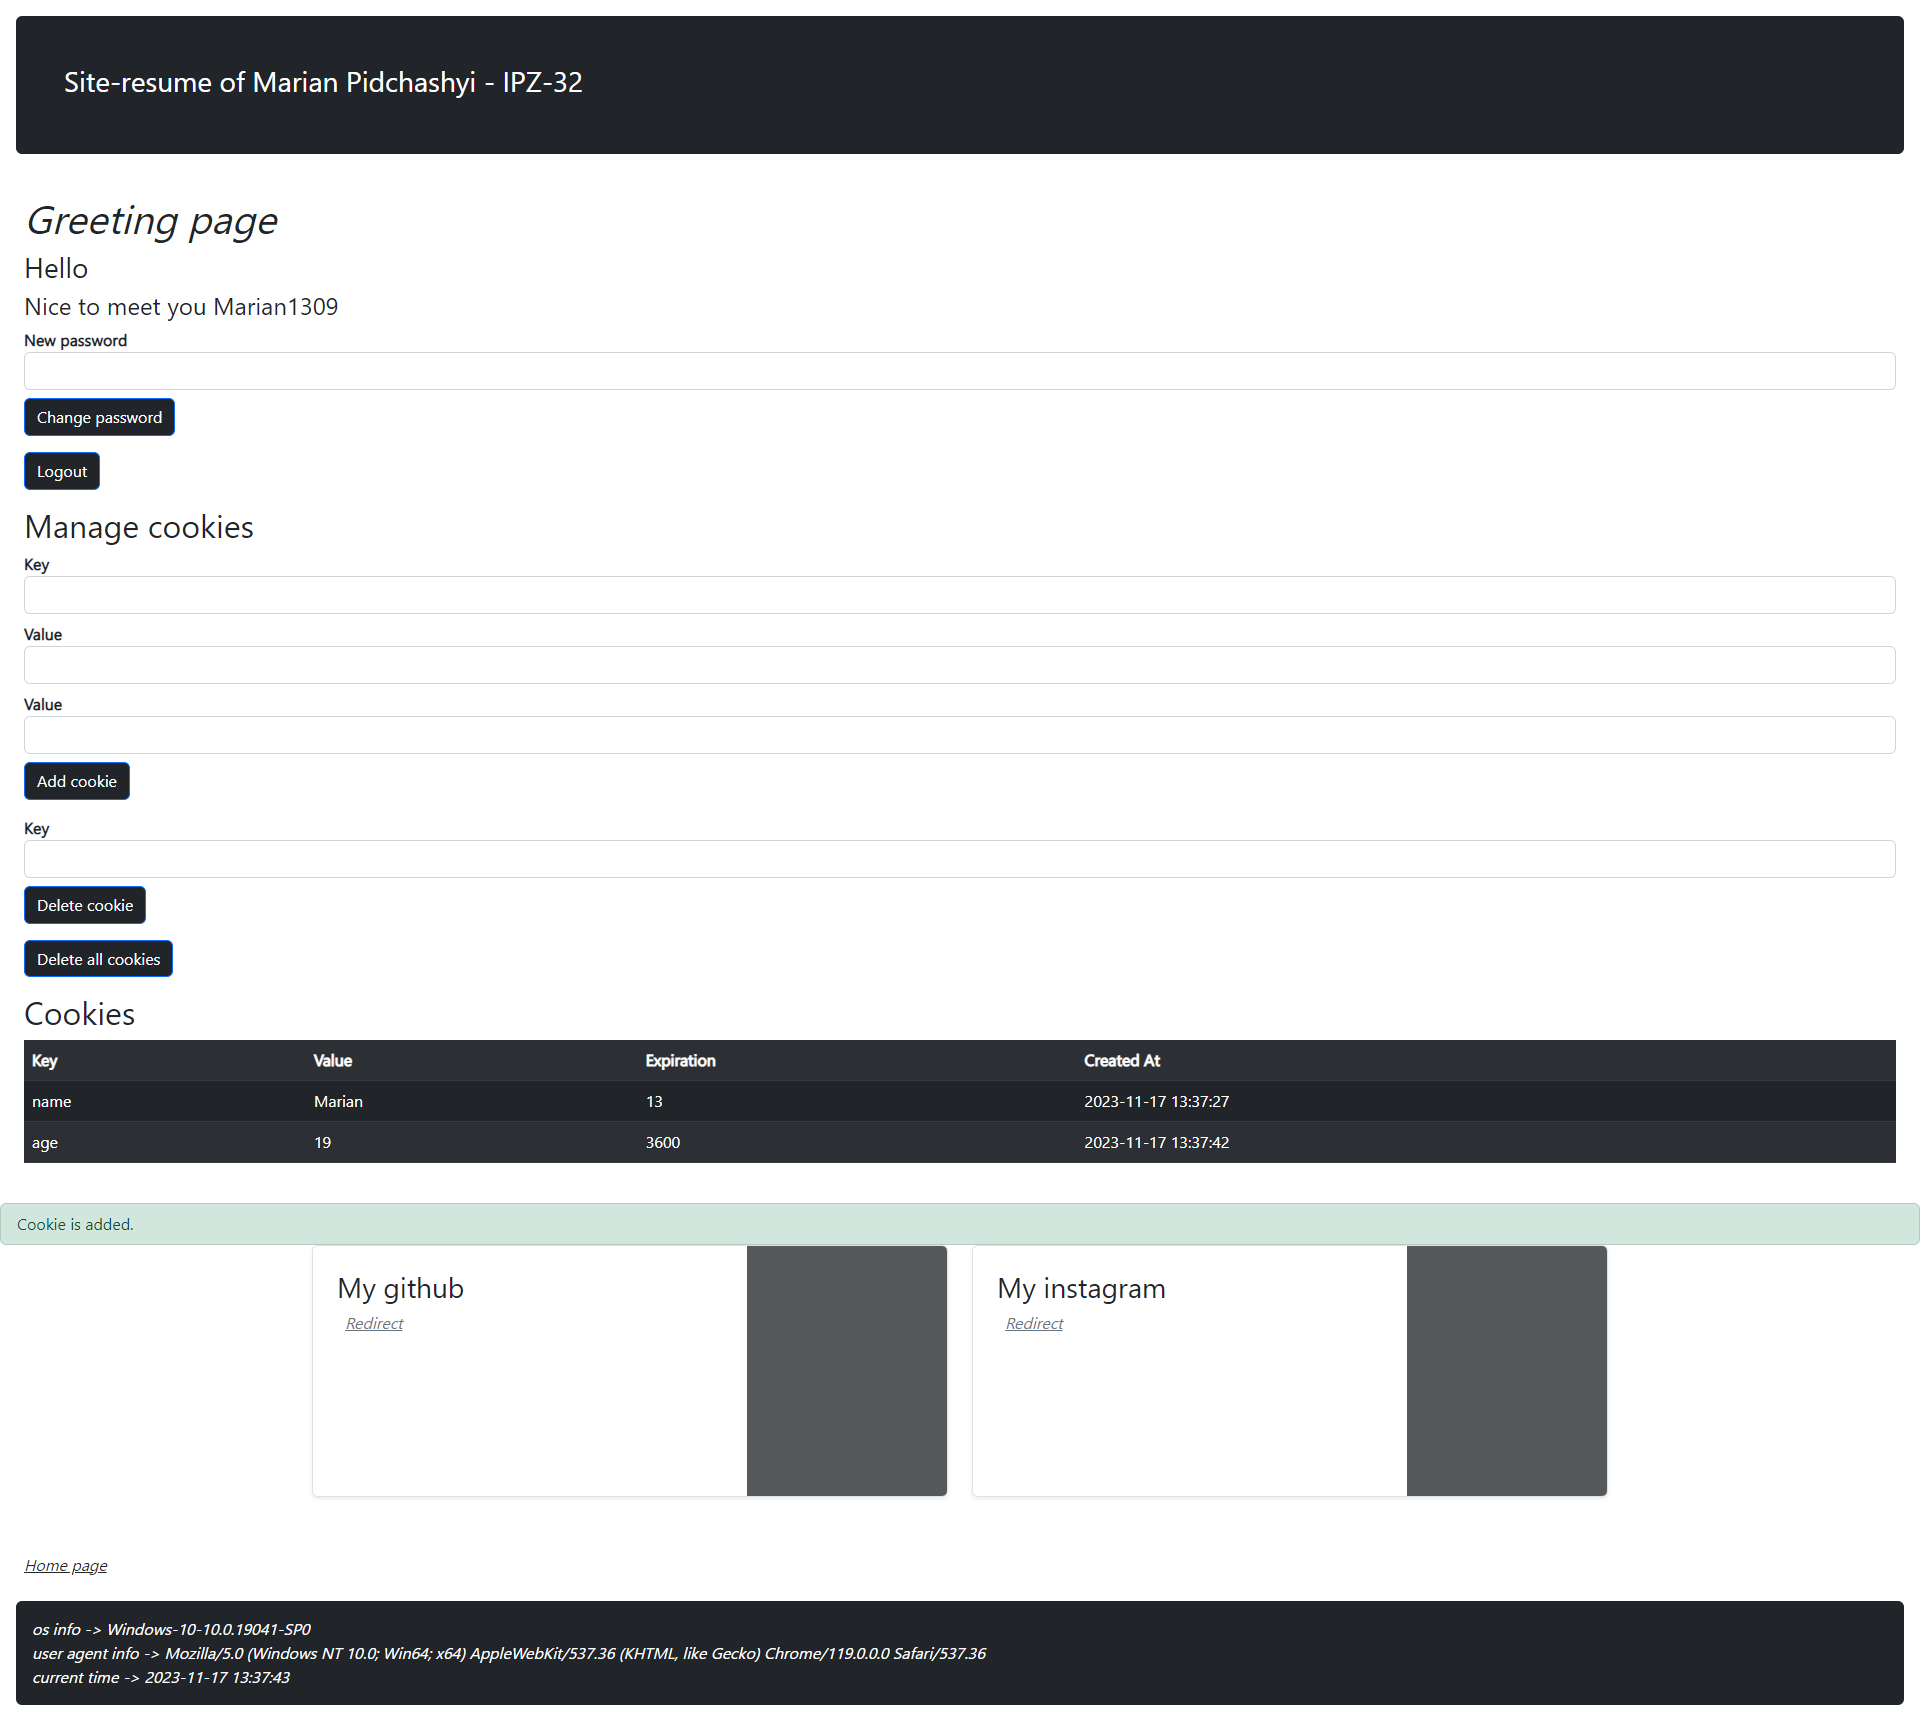 Site-resume of Marian Pidchashyi - IPZ-32
Greeting page
Hello
Nice to meet you Marian1309
New password
Change password
Logout
Manage cookies
Key
Value
Value
Add cookie
Key
Delete cookie
Delete all cookies
Cookies
Key Value Expiration Created At
name Marian 13 2023-11-17 13:37:27
age 19 3600 2023-11-17 13:37:42
Cookie is added.
My github
Redirect
My instagram
Redirect
Home page
os info -> Windows-10-10.0.19041-SP0
user agent info -> Mozilla/5.0 (Windows NT 10.0; Win64; x64) AppleWebKit/537.36 (KHTML, like Gecko) Chrome/119.0.0.0 Safari/537.36
current time -> 2023-11-17 13:37:43